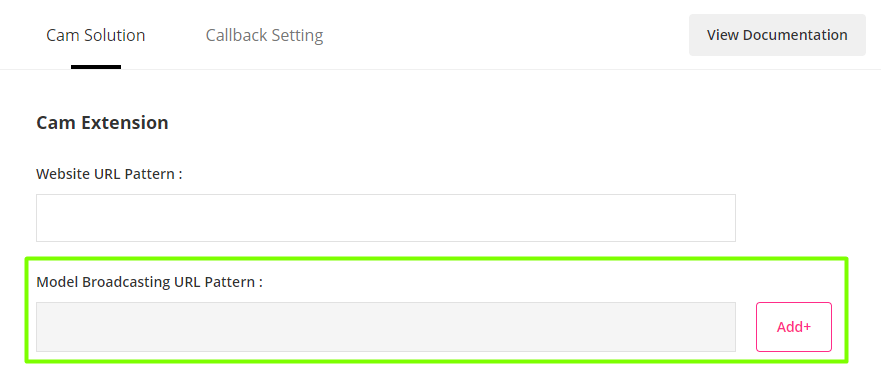 Cam Solution Callback Setting View Documentation
Cam Extension
Website URL Pattern :
Model Broadcasting URL Pattern :
Add+